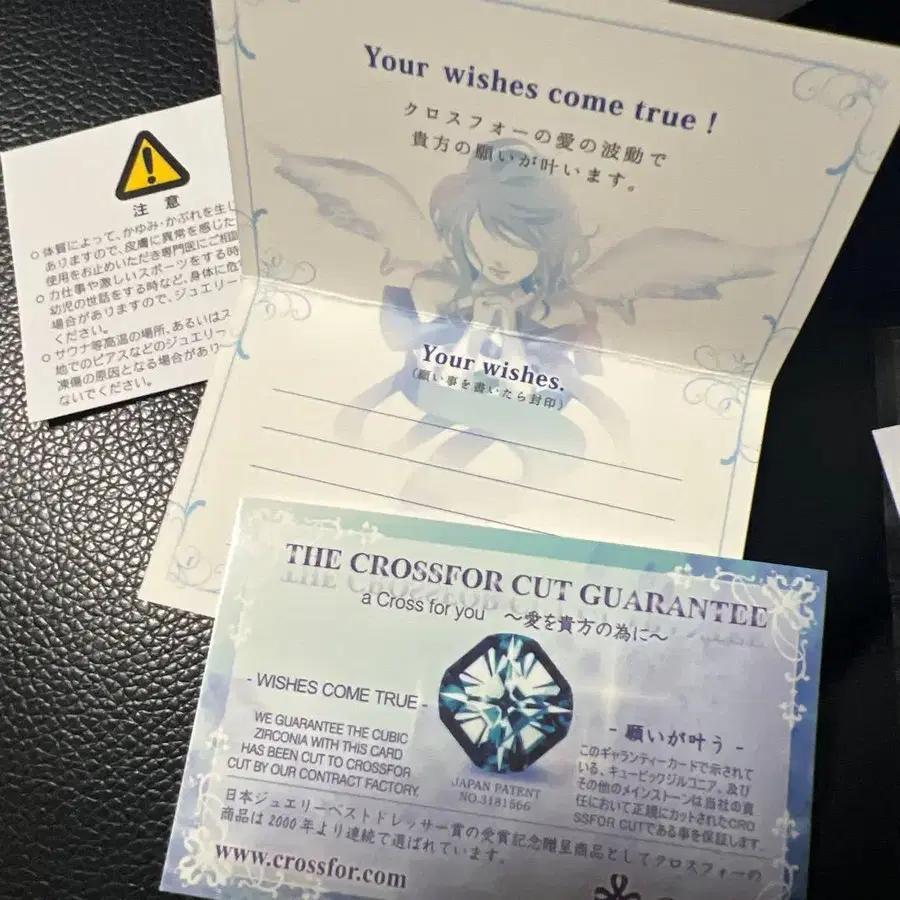 Your wishes come true !
クロスフォーの愛の波動で
貴方の願いが叶います。
注 意
○体質によって、かゆみ・かぶれを生じ
ありますので、皮膚に異常を感じた
使用をお止めいただき専門医にご相談
○力仕事や激しいスポーツをする時
幼児の世話をする時など、身体に危
場合がありますので、ジュエリー
ください。
○サウナ等高温の場所、あるいはス
地でのピアスなどのジュエリー
凍傷の原因となる場合があり
ないでください。
Your wishes.
(願い事を書いたら封印)
THE CROSSFOR CUT GUARANTEE
a Cross for you ～愛を貴方の為に～
- WISHES COME TRUE -
WE GUARANTEE THE CUBIC
ZIRCONIA WITH THIS CARD
HAS BEEN CUT TO CROSSFOR
CUT BY OUR CONTRACT FACTORY.
JAPAN PATENT
NO.3181566
- 願いが叶う -
このギャランティーカードで示されて
いる、キュービックジルコニア、及び
その他のメインストーンは当社の責
任において正規にカットされたCRO
SSFOR CUTである事を保証します。
日本ジュエリーベストドレッサー賞の受賞記念贈呈商品としてクロスフォーの
商品は2000年より連続で選ばれています。
www.crossfor.com